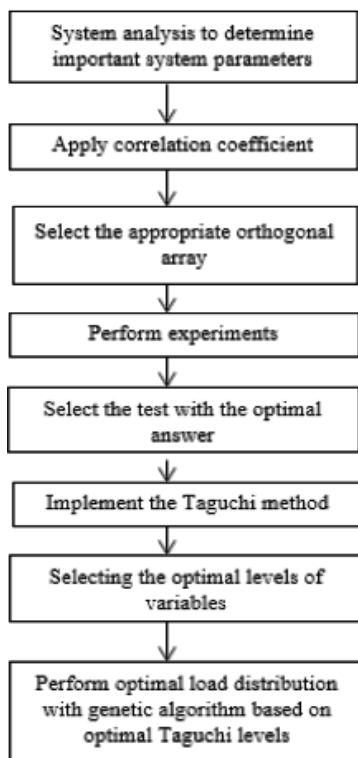 System analysis to determine
important system parameters
Apply correlation coefficient
Select the appropriate orthogonal
array
Perform experiments
Select the test with the optimal
answer
Implement the Taguchi method
Selecting the optimal levels of
variables
Perform optimal load distribution
with genetic algorithm based on
optimal Taguchi levels